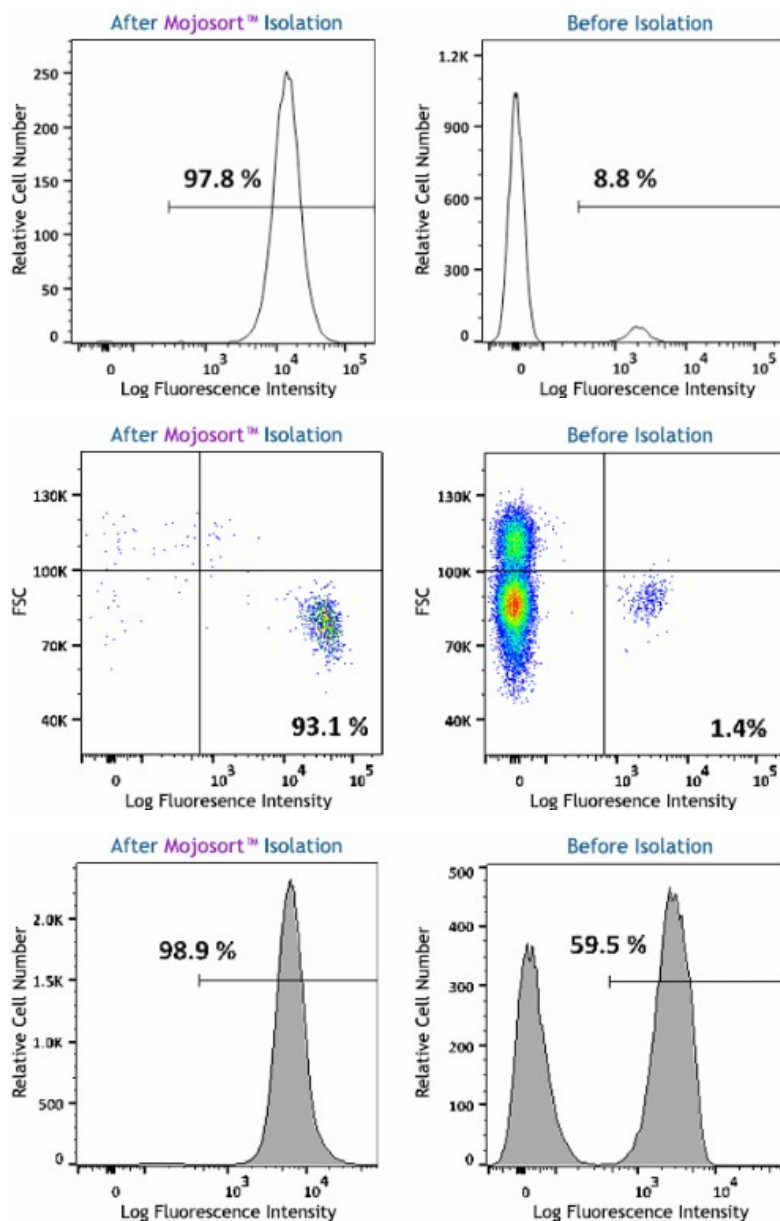 After Mojosort™ Isolation
Before Isolation
Relative Cell Number
250
200
150
100
50
0
97.8 %
0
10³
10⁴
10⁵
Log Fluorescence Intensity
Relative Cell Number
1.2K
900
600
300
0
8.8 %
0
10³
10⁴
10⁵
Log Fluorescence Intensity
After Mojosort™ Isolation
Before Isolation
FSC
130K
100K
70K
40K
93.1 %
0
10³
10⁴
10⁵
Log Fluoresence Intensity
FSC
130K
100K
70K
40K
1.4%
0
10³
10⁴
10⁵
Log Fluoresence Intensity
After Mojosort™ Isolation
Before Isolation
Relative Cell Number
2.0K
1.5K
1.0K
500
0
98.9 %
0
10³
10⁴
Log Fluorescence Intensity
Relative Cell Number
500
400
300
200
100
0
59.5 %
0
10³
10⁴
Log Fluorescence Intensity